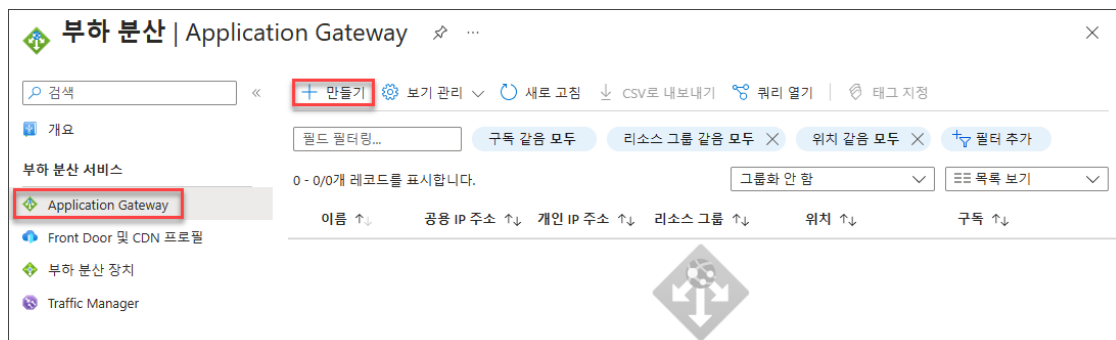 부하 분산 | Application Gateway
검색
만들기 보기 관리 새로 고침 CSV로 내보내기 쿼리 열기 태그 지정
개요
필드 필터링... 구독 같음 모두 리소스 그룹 같음 모두 위치 같음 모두 필터 추가
부하 분산 서비스
0 - 0/0개 레코드를 표시합니다. 그룹화 안 함 목록 보기
Application Gateway
이름 공용 IP 주소 개인 IP 주소 리소스 그룹 위치 구독
Front Door 및 CDN 프로필
부하 분산 장치
Traffic Manager